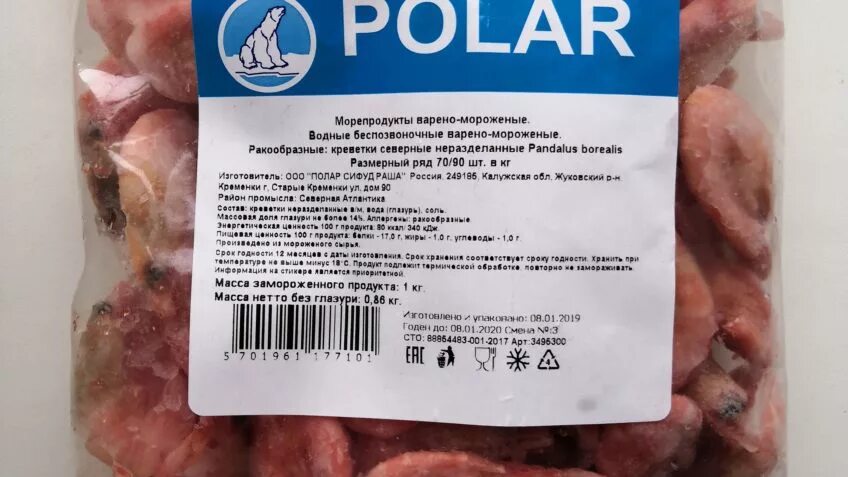 POLAR
Морепродукты варено-мороженые.
Водные беспозвоночные варено-мороженые.
Ракообразные: креветки северные неразделанные Pandalus borealis
Размерный ряд 70/90 шт. в кг
Изготовитель: ООО "ПОЛАР СИФУД РАША" Россия, 249185, Калужская обл. Жуковский р-н
Кременки г, Старые Кременки ул, дом 90
Район промысла: Северная Атлантика
Состав: креветки неразделанные в/м, вода (глазурь), соль.
Массовая доля глазури не более 14%. Аллергены: ракообразные.
Энергетическая ценность 100 г продукта: 80 ккал/ 340 кДж.
Пищевая ценность 100 г продукта: белки - 17,0 г, жиры - 1,0 г, углеводы - 1,0 г.
Произведено из мороженого сырья.
Срок годности 12 месяцев с даты изготовления. Срок хранения соответствует сроку годности. Хранить при
температуре не выше минус 18°С. Продукт подлежит термической обработке, повторно не замораживать.
Информация на стикере является приоритетной.
Масса замороженного продукта: 1 кг.
Масса нетто без глазури: 0,86 кг.
Изготовлено и упаковано: 08.01.2019
Годен до: 08.01.2020 Смена №:3
СТО: 88864483-001-2017 Арт:3496300
5 701961 177101
ЕАС
4